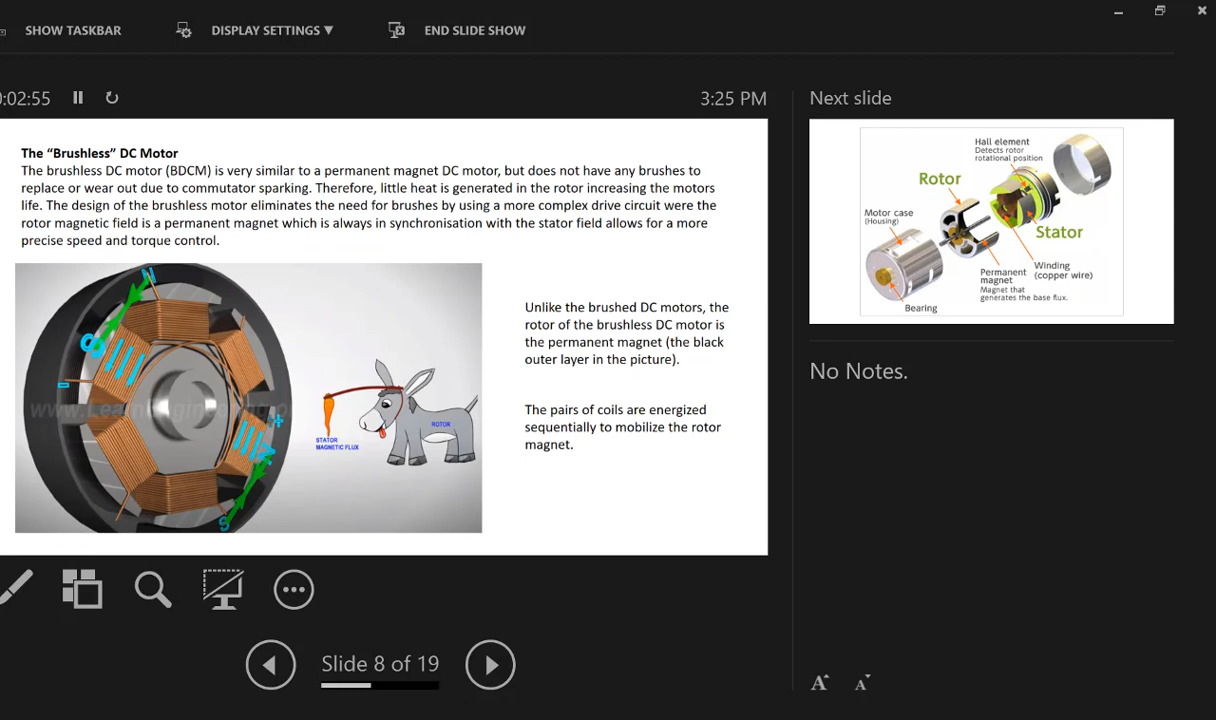 SHOW TASKBAR
DISPLAY SETTINGS ▼
END SLIDE SHOW
0:02:55
3:25 PM
Next slide
The “Brushless” DC Motor
The brushless DC motor (BDCM) is very similar to a permanent magnet DC motor, but does not have any brushes to
replace or wear out due to commutator sparking. Therefore, little heat is generated in the rotor increasing the motors
life. The design of the brushless motor eliminates the need for brushes by using a more complex drive circuit were the
rotor magnetic field is a permanent magnet which is always in synchronisation with the stator field allows for a more
precise speed and torque control.
N
S
-
+
N
S
STATOR
MAGNETIC FLUX
ROTOR
Unlike the brushed DC motors, the
rotor of the brushless DC motor is
the permanent magnet (the black
outer layer in the picture).
The pairs of coils are energized
sequentially to mobilize the rotor
magnet.
Hall element
Detects rotor
rotational position
Rotor
Motor case
(Housing)
Stator
Winding
(copper wire)
Permanent
magnet
Magnet that
generates the base flux.
Bearing
No Notes.
Slide 8 of 19
A
A